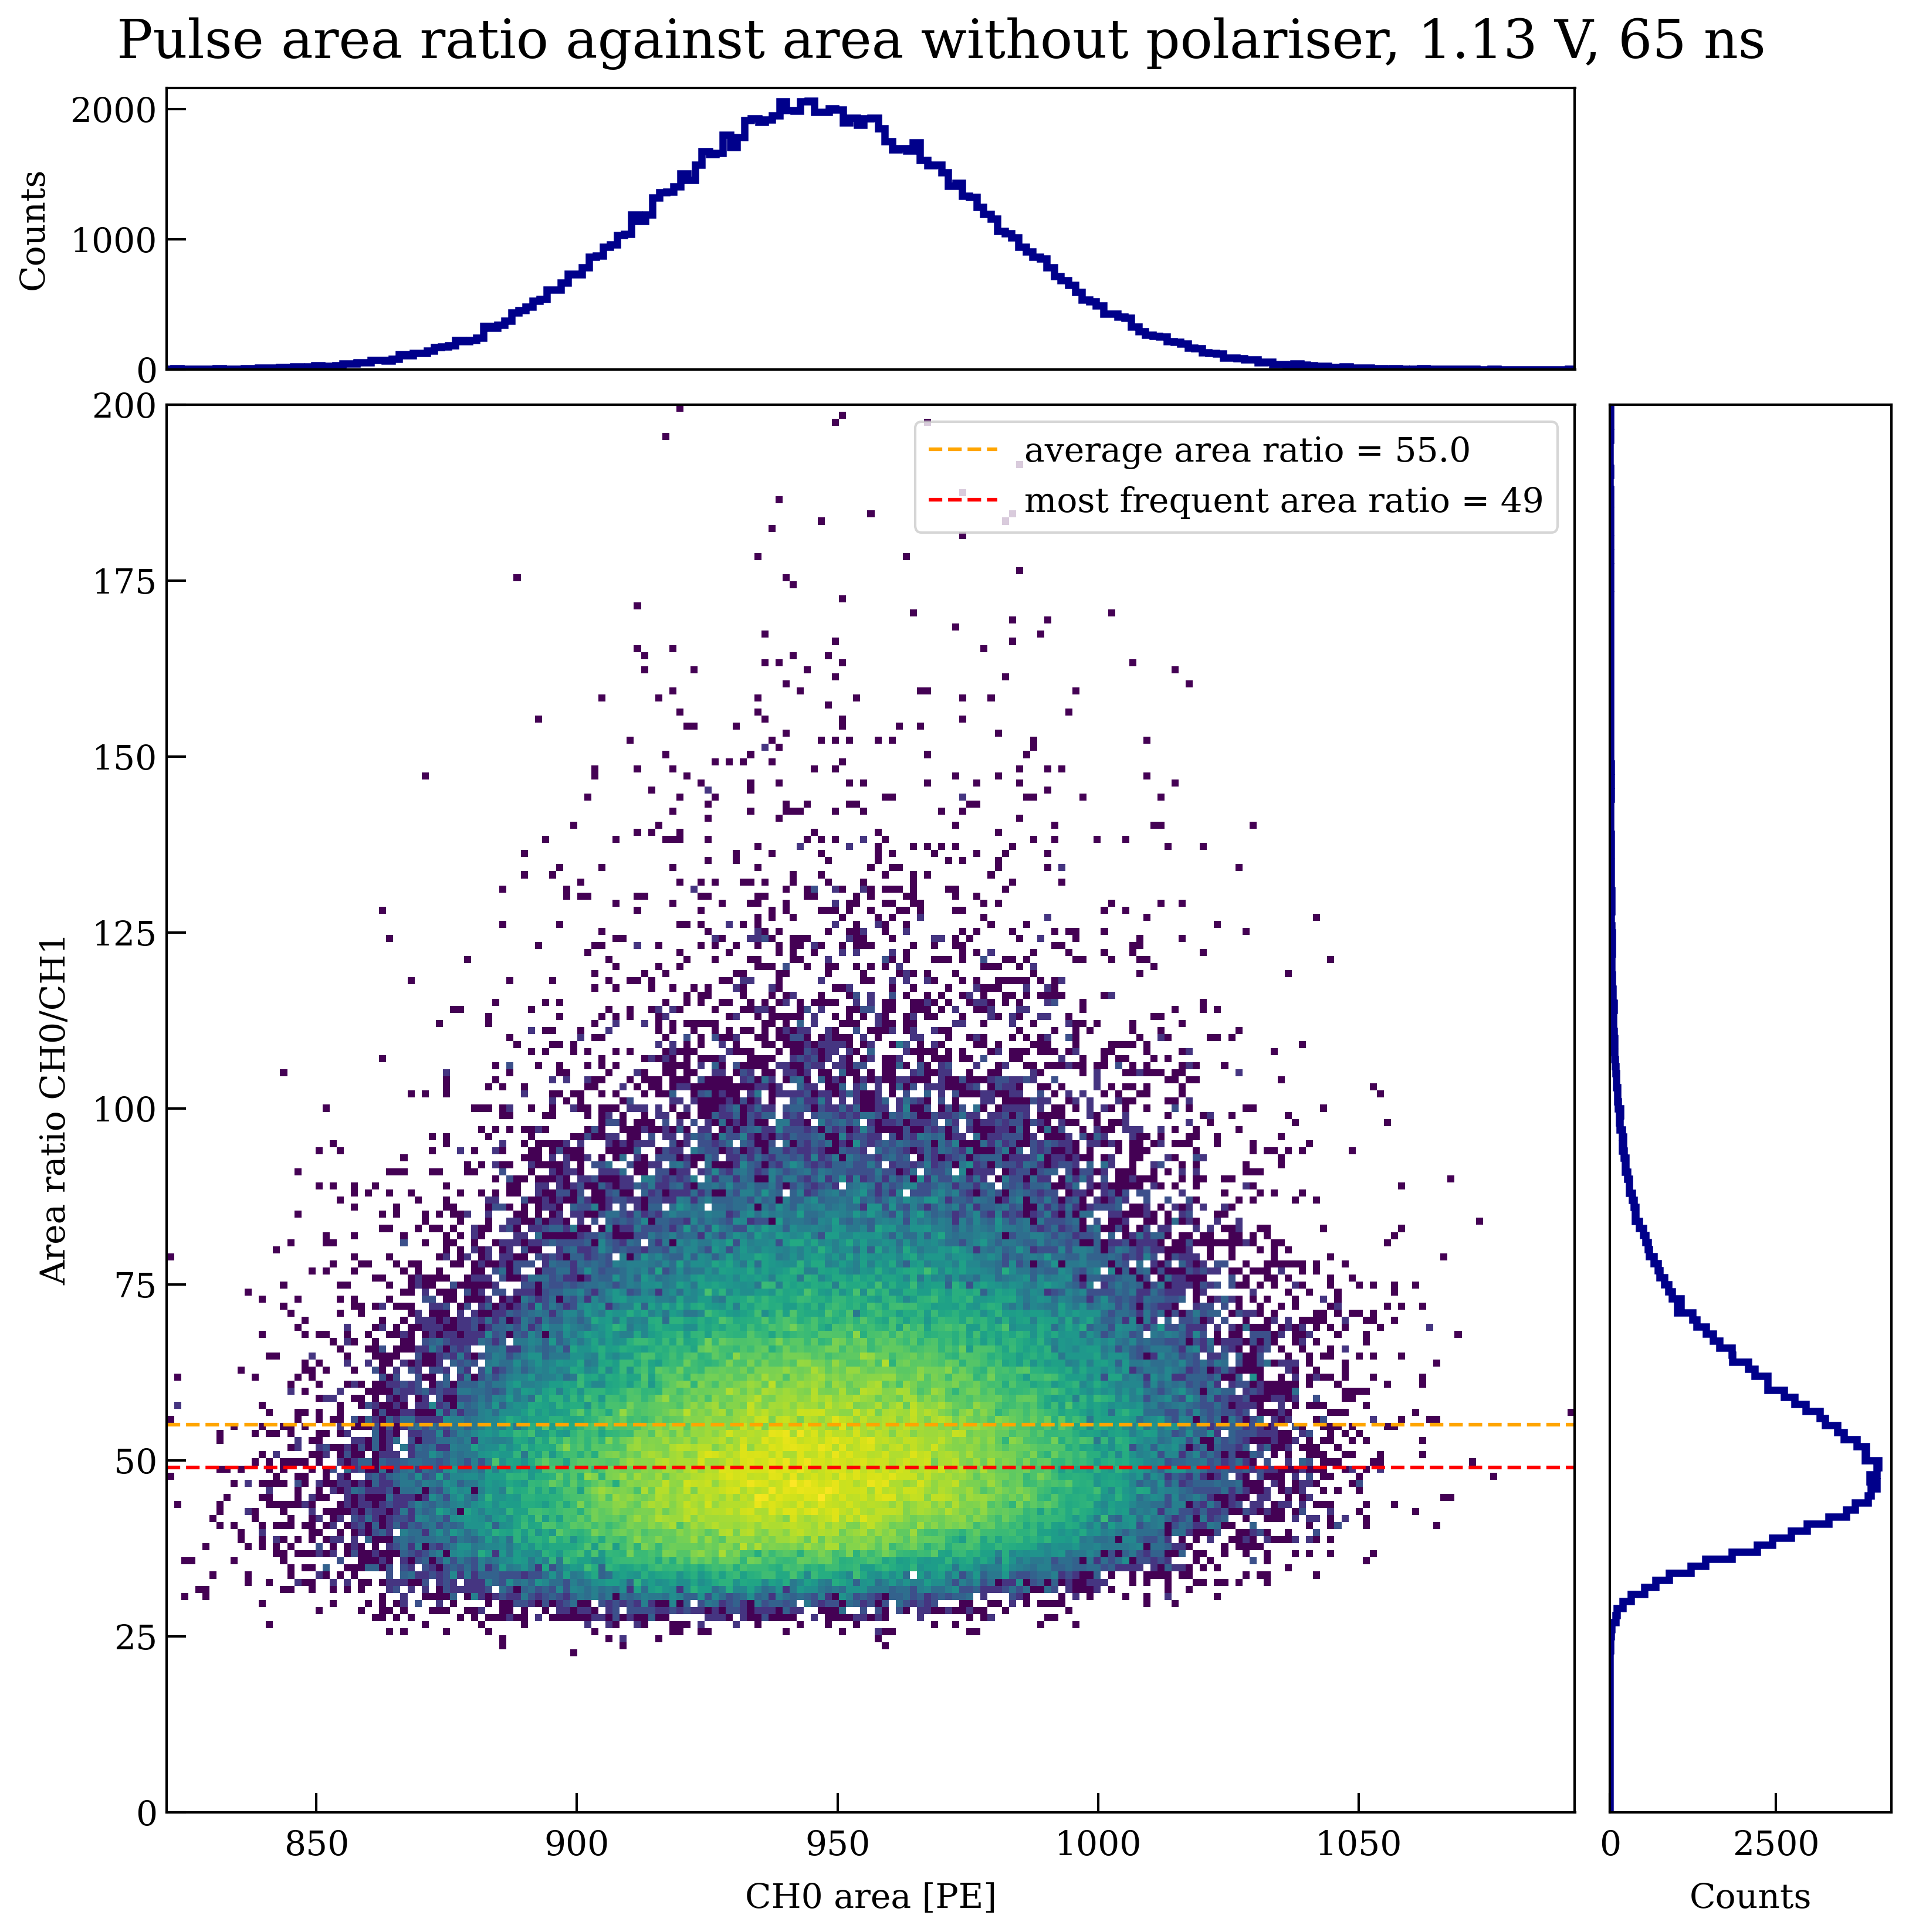 Pulse area ratio against area without polariser, 1.13 V, 65 ns
2000
1000
0
Counts
200
175
150
125
100
75
50
25
0
Area ratio CH0/CH1
average area ratio = 55.0
most frequent area ratio = 49
850
900
950
1000
1050
CH0 area [PE]
0
2500
Counts